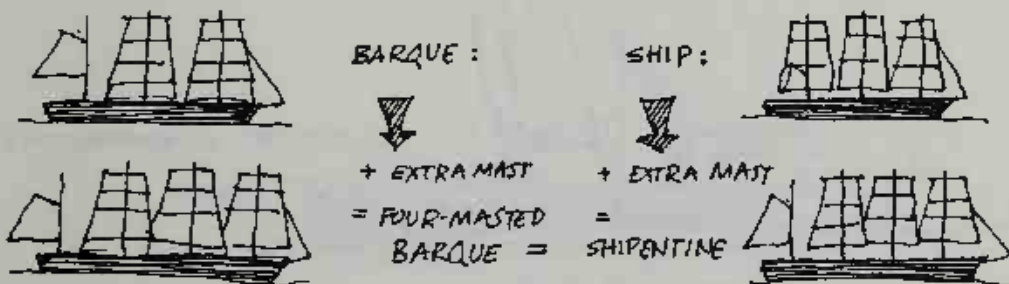 BARQUE :
SHIP :
+ EXTRA MAST
+ EXTRA MAST
= FOUR-MASTED
=
BARQUE = SHIPENTINE